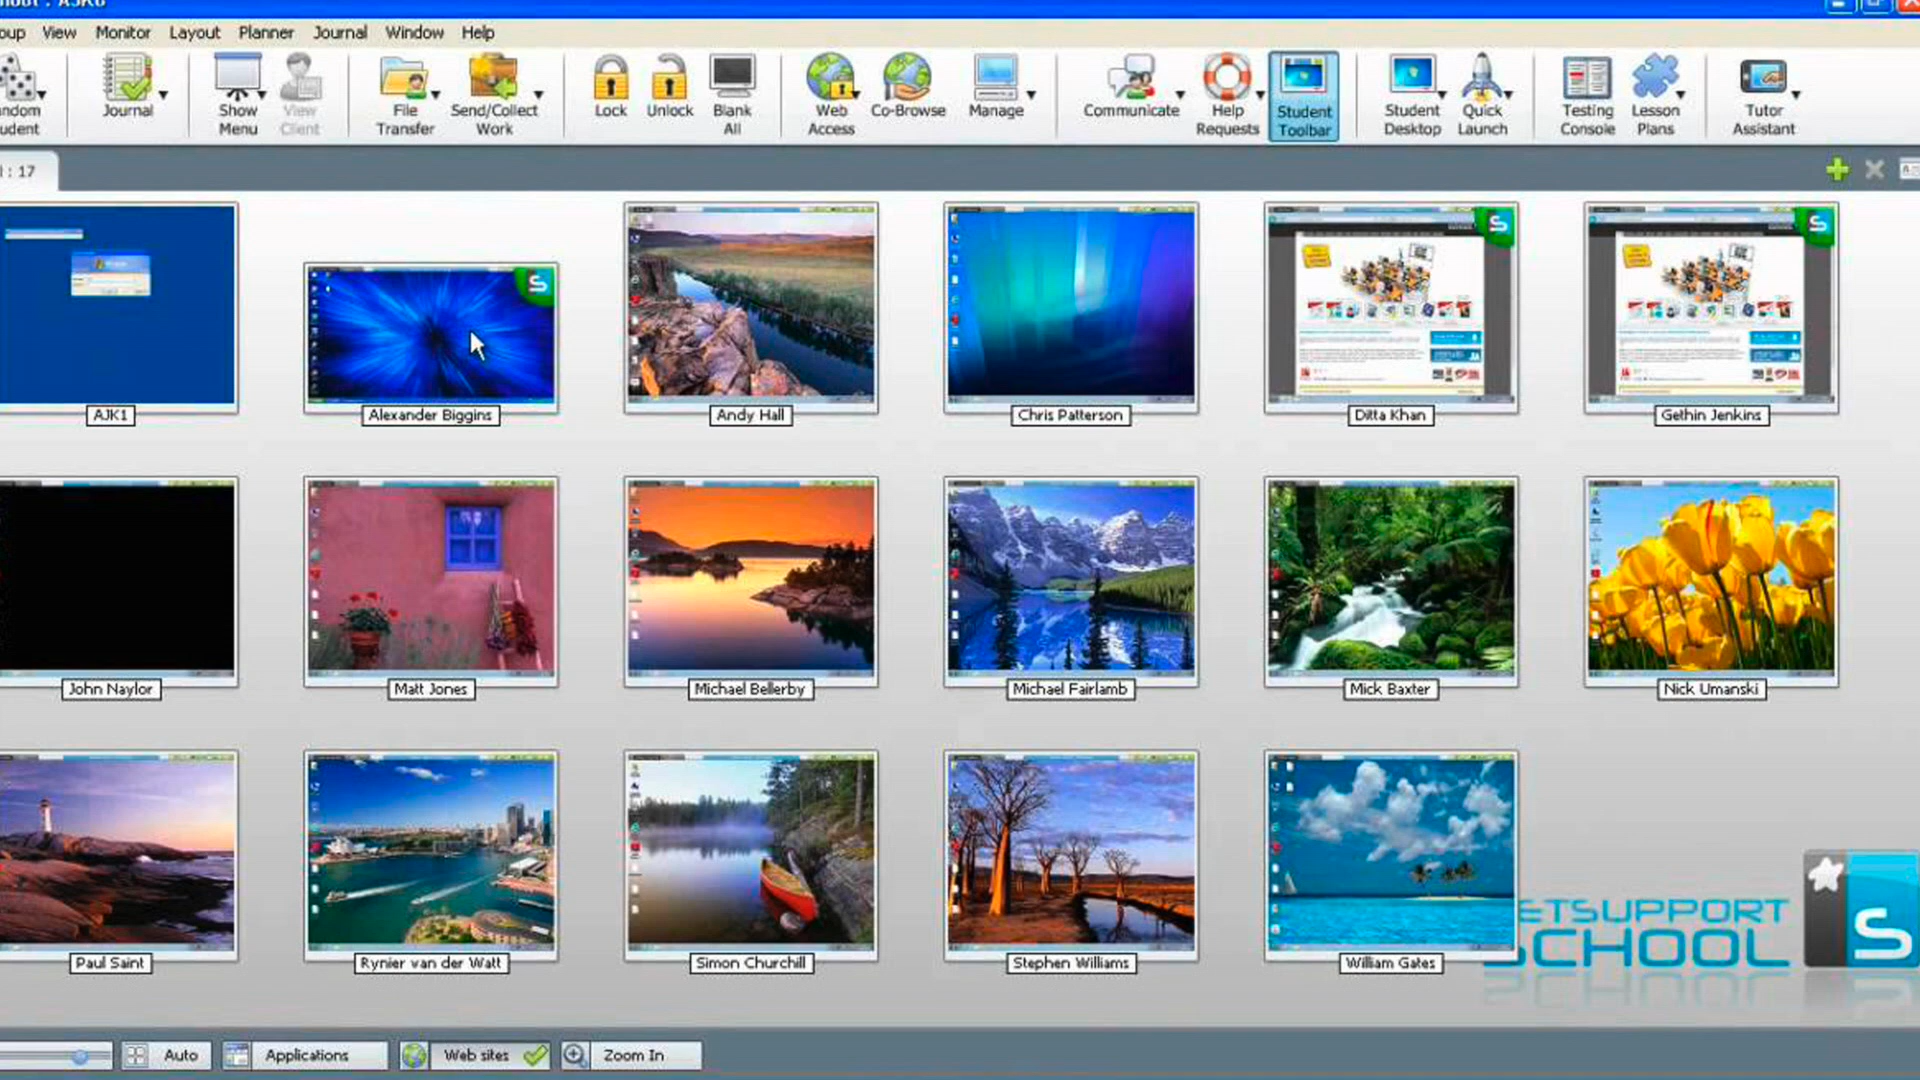 View Monitor Layout Planner Journal Window Help
Journal
Show
Menu
View
Client
File
Transfer
Send/Collect
Work
Lock
Unlock
Blank
All
Web
Access
Co-Browse
Manage
Communicate
Help
Requests
Student
Toolbar
Student
Desktop
Quick
Launch
Testing
Console
Lesson
Plans
Tutor
Assistant
: 17
AJK1
Alexander Biggins
Andy Hall
Chris Patterson
Ditta Khan
Gethin Jenkins
John Naylor
Matt Jones
Michael Bellerby
Michael Fairlamb
Mick Baxter
Nick Umanski
Paul Saint
Rynier van der Watt
Simon Churchill
Stephen Williams
William Gates
ETSUPPORT
SCHOOL
S
Auto
Applications
Web sites
Zoom In